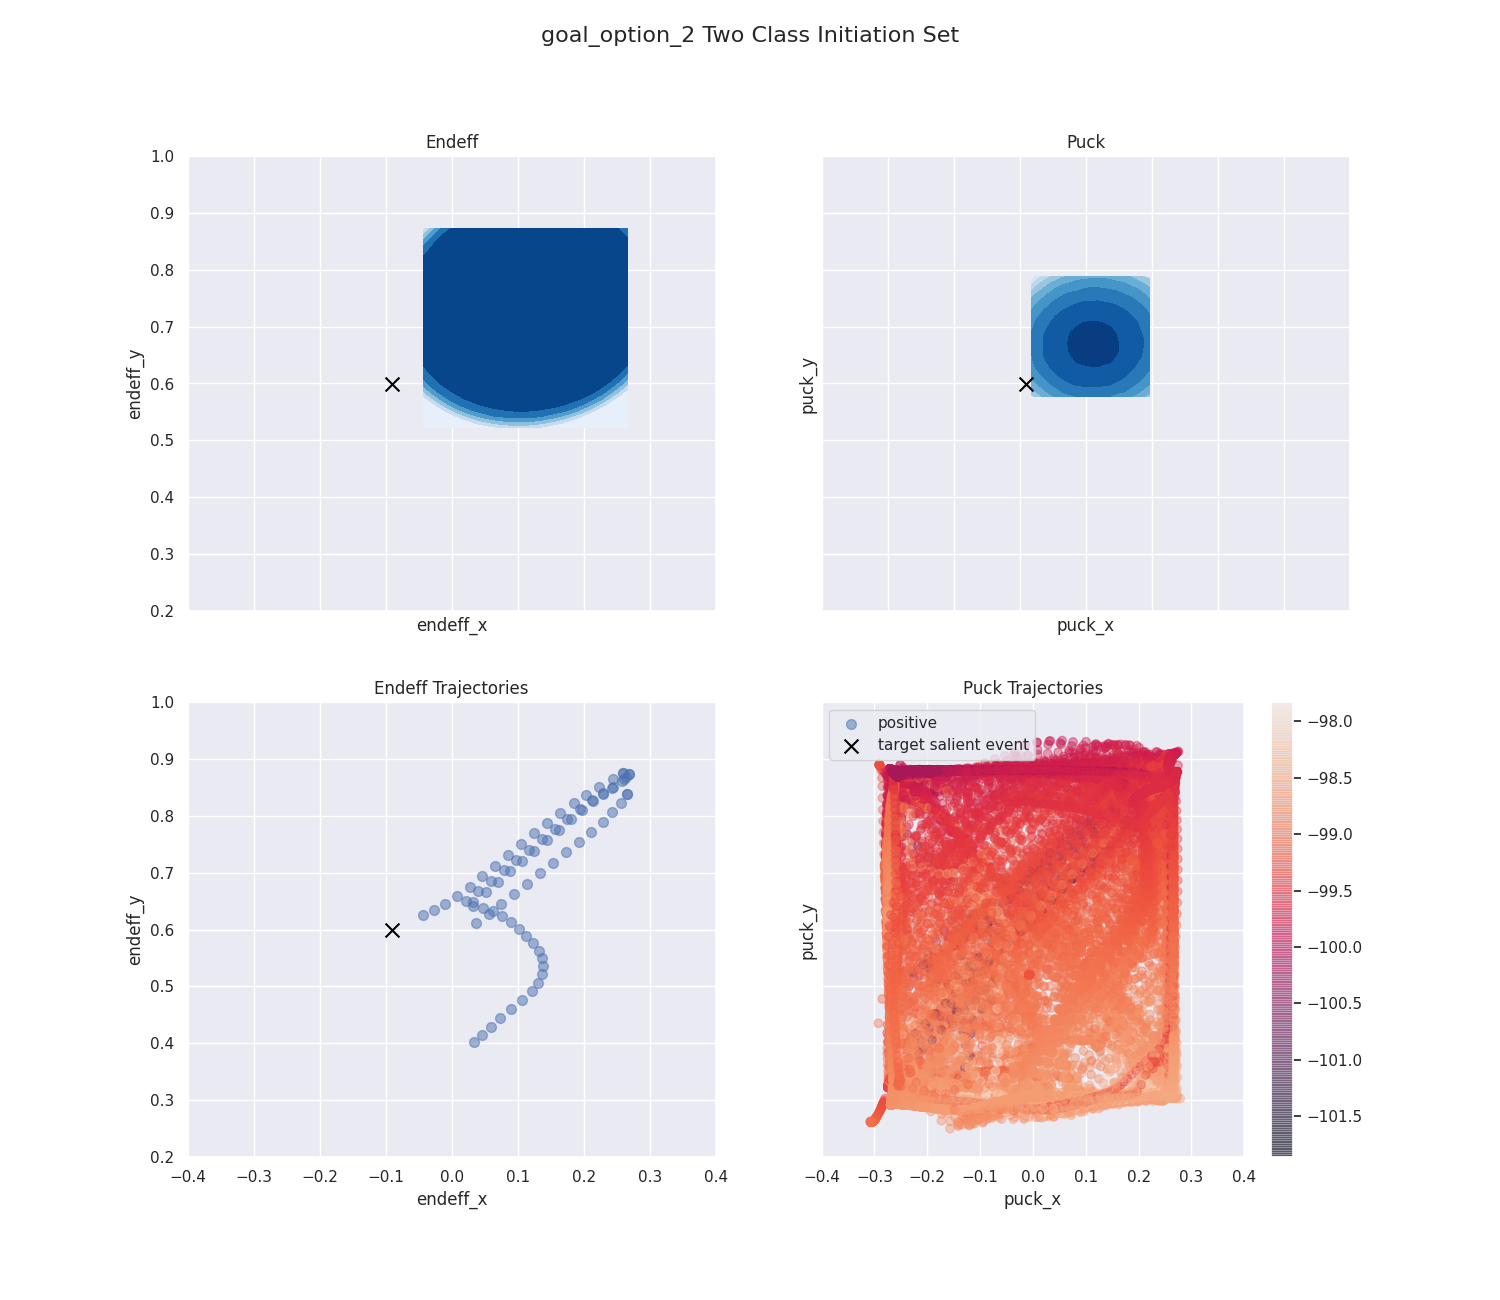 goal_option_2 Two Class Initiation Set
Endeff
Puck
1.0
0.9
0.8
0.7
0.6
0.5
0.4
0.3
0.2
endeff_y
endeff_x
puck_y
puck_x
Endeff Trajectories
1.0
0.9
0.8
0.7
0.6
0.5
0.4
0.3
0.2
endeff_y
−0.4 −0.3 −0.2 −0.1 0.0 0.1 0.2 0.3 0.4
endeff_x
Puck Trajectories
positive
target salient event
puck_y
−0.4 −0.3 −0.2 −0.1 0.0 0.1 0.2 0.3 0.4
puck_x
−98.0
−98.5
−99.0
−99.5
−100.0
−100.5
−101.0
−101.5